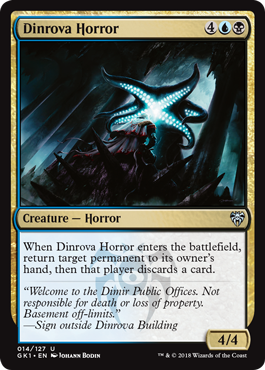 Dinrova Horror 4
Creature — Horror
When Dinrova Horror enters the battlefield,
return target permanent to its owner's
hand, then that player discards a card.
“Welcome to the Dimir Public Offices. Not
responsible for death or loss of property.
Basement off-limits.”
—Sign outside Dinrova Building
4/4
014/127 U
GK1 • EN Johann Bodin
™ & © 2018 Wizards of the Coast